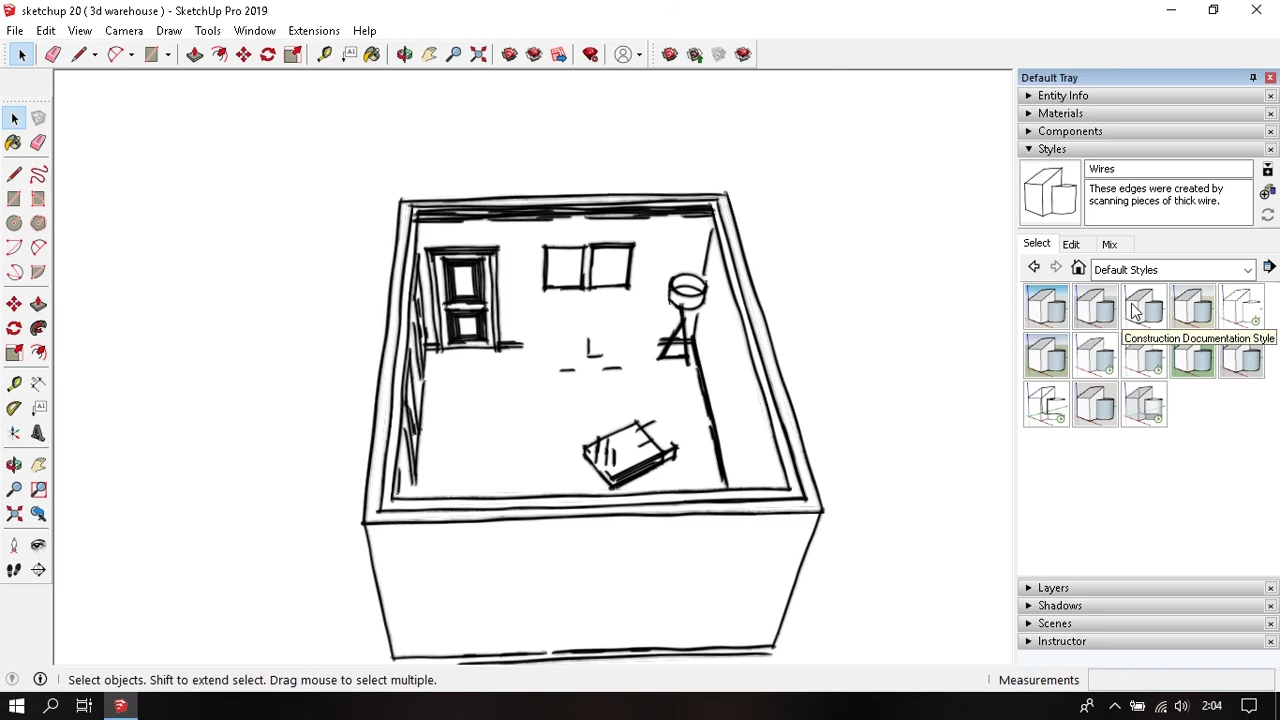 sketchup 20 ( 3d warehouse ) - SketchUp Pro 2019
File Edit View Camera Draw Tools Window Extensions Help
Default Tray
Entity Info
Materials
Components
Styles
Wires
These edges were created by
scanning pieces of thick wire.
Select Edit Mix
Default Styles
Construction Documentation Style
Layers
Shadows
Scenes
Instructor
Select objects. Shift to extend select. Drag mouse to select multiple.
Measurements
2:04